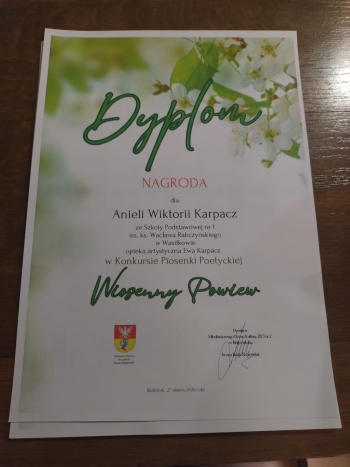 Dyplom
NAGRODA
dla
Anieli Wiktorii Karpacz
ze Szkoły Podstawowej nr 1
im. ks. Wacława Rabczyńskiego
w Wasilkowie
opieka artystyczna Ewa Karpacz
w Konkursie Piosenki Poetyckiej
Wiosenny Powiew
Dyrektor